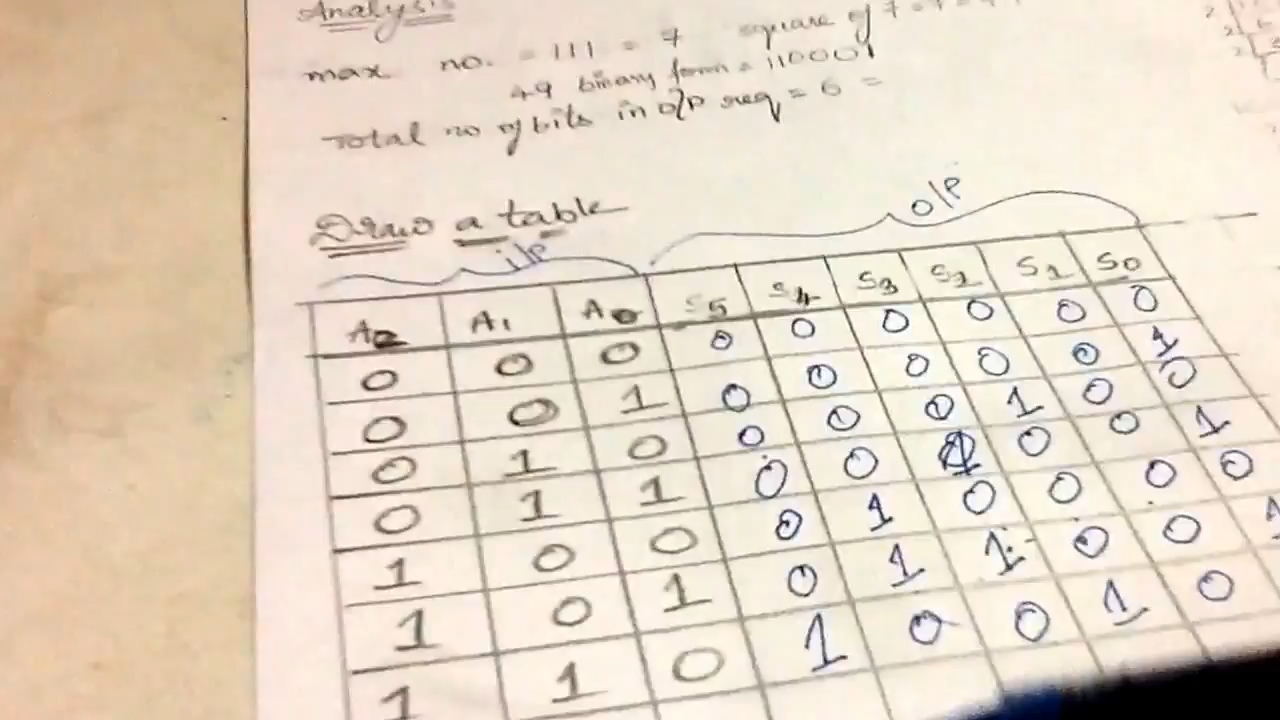 Analysis
max no. = 111 = 7 square of 7 =
49 binary form = 110001
Total no of bits in o/p req = 6 =
Draw a table
i/p o/p
A2 A1 A0 S5 S4 S3 S2 S1 S0
0 0 0 0 0 0 0 0 0
0 0 1 0 0 0 0 0 1
0 1 0 0 0 0 1 0 0
0 1 1 0 0 1 0 0 1
1 0 0 0 1 0 0 0 0
1 0 1 0 1 1 0 0 1
1 1 0 1 0 0 1 0